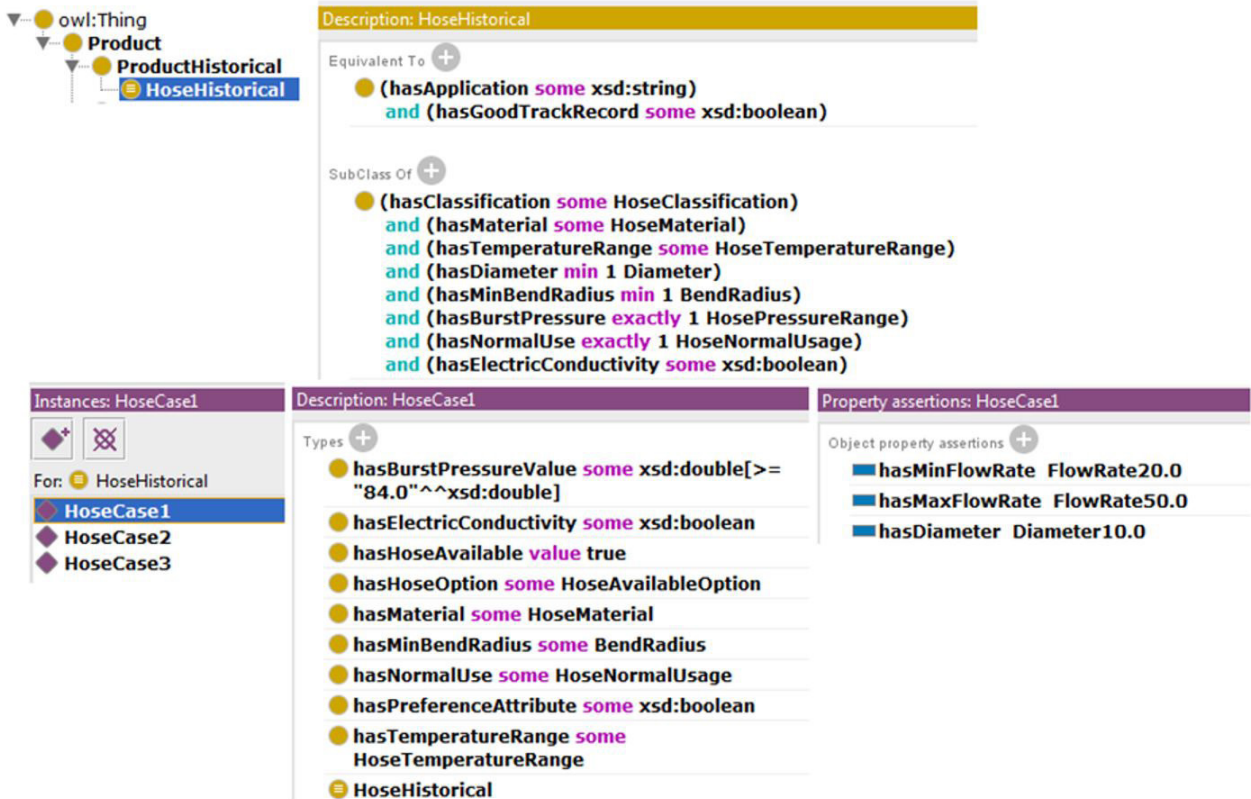 owl:Thing
Product
ProductHistorical
HoseHistorical
Description: HoseHistorical
Equivalent To
(hasApplication some xsd:string)
and (hasGoodTrackRecord some xsd:boolean)
SubClass Of
(hasClassification some HoseClassification)
and (hasMaterial some HoseMaterial)
and (hasTemperatureRange some HoseTemperatureRange)
and (hasDiameter min 1 Diameter)
and (hasMinBendRadius min 1 BendRadius)
and (hasBurstPressure exactly 1 HosePressureRange)
and (hasNormalUse exactly 1 HoseNormalUsage)
and (hasElectricConductivity some xsd:boolean)
Instances: HoseCase1
For: HoseHistorical
HoseCase1
HoseCase2
HoseCase3
Description: HoseCase1
Types
hasBurstPressureValue some xsd:double[>=
"84.0"^^xsd:double]
hasElectricConductivity some xsd:boolean
hasHoseAvailable value true
hasHoseOption some HoseAvailableOption
hasMaterial some HoseMaterial
hasMinBendRadius some BendRadius
hasNormalUse some HoseNormalUsage
hasPreferenceAttribute some xsd:boolean
hasTemperatureRange some
HoseTemperatureRange
HoseHistorical
Property assertions: HoseCase1
Object property assertions
hasMinFlowRate FlowRate20.0
hasMaxFlowRate FlowRate50.0
hasDiameter Diameter10.0